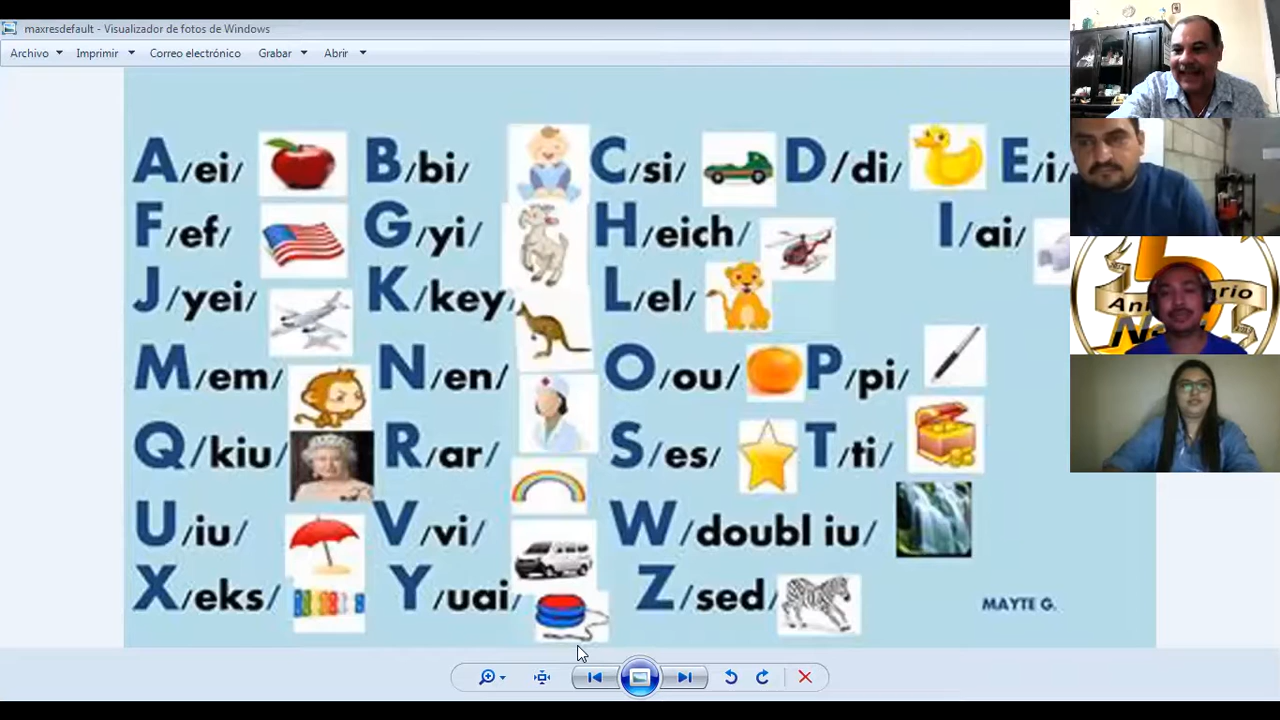 maxresdefault - Visualizador de fotos de Windows
Archivo Imprimir Correo electrónico Grabar Abrir
A/ei/ B/bi/ C/si/ D/di/ E/i/
F/ef/ G/yi/ H/eich/ I/ai/
J/yei/ K/key/ L/el/
M/em/ N/en/ O/ou/ P/pi/
Q/kiu/ R/ar/ S/es/ T/ti/
U/iu/ V/vi/ W/doubl iu/
X/eks/ Y/uai/ Z/sed/
MAYTE G.